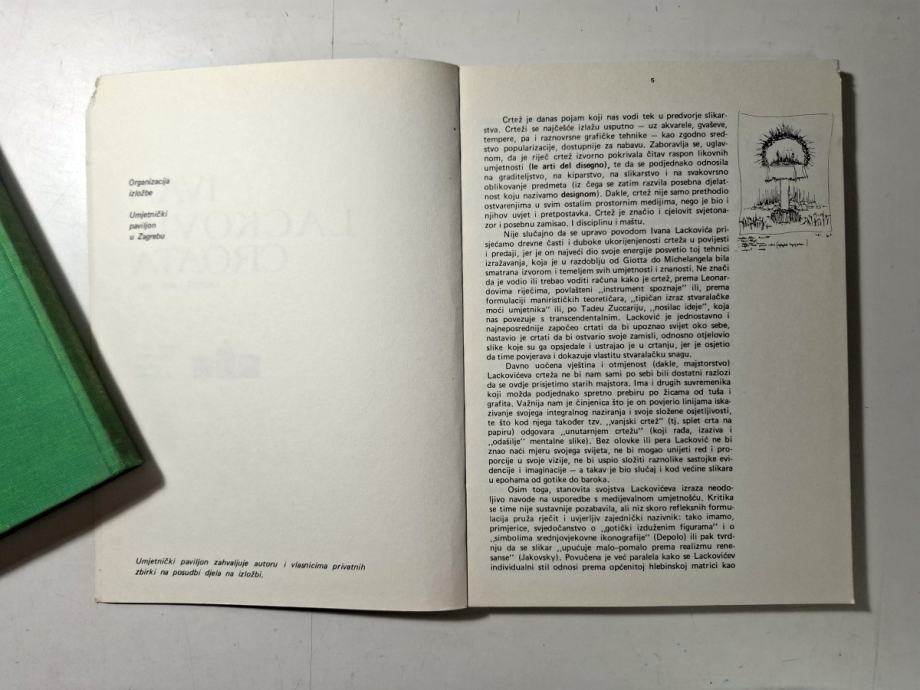 Organizacija
izložbe
Umjetnički
paviljon
u Zagrebu
Umjetnički paviljon zahvaljuje autoru i vlasnicima privatnih
zbirki na posudbi djela na izložbi.
5
Crtež je danas pojam koji nas vodi tek u predvorje slikar-
stva. Crteži se najčešće izlažu usputno — uz akvarele, gvaševe,
tempere, pa i raznovrsne grafičke tehnike — kao zgodno sred-
stvo popularizacije, dostupnije za nabavu. Zaboravlja se, uglav-
nom, da je riječ crtež izvorno pokrivala čitav raspon likovnih
umjetnosti (le arti del disegno), te da se podjednako odnosila
na graditeljstvo, na kiparstvo, na slikarstvo i na svakovrsno
oblikovanje predmeta (iz čega se zatim razvila posebna djelat-
nost koju nazivamo designom). Dakle, crtež nije samo prethodio
ostvarenjima u svim ostalim prostornim medijima, nego je bio i
njihov uvjet i pretpostavka. Crtež je značio i cjelovit svjetona-
zor i posebnu zamisao. I disciplinu i maštu.
Nije slučajno da se upravo povodom Ivana Lackovića pri-
sjećamo drevne časti i duboke ukorijenjenosti crteža u povijesti
i predaji, jer je on najveći dio svoje energije posvetio toj tehnici
izražavanja, koja je u razdoblju od Giotta do Michelangela bila
smatrana izvorom i temeljem svih umjetnosti i znanosti. Ne znači
da je vodio ili trebao voditi računa kako je crtež, prema Leonar-
dovima riječima, povlašteni „instrument spoznaje" ili, prema
formulaciji manirističkih teoretičara, „tipičan izraz stvaralačke
moći umjetnika" ili, po Tadeu Zuccariju, „nosilac ideje", koja
nas povezuje s transcendentalnim. Lacković je jednostavno i
najneposrednije započeo crtati da bi upoznao svijet oko sebe,
nastavio je crtati da bi ostvario svoje zamisli, odnosno otjelovio
slike koje su ga opsjedale i ustrajao je u crtanju, jer je osjetio
da time povjerava i dokazuje vlastitu stvaralačku snagu.
Davno uočena vještina i otmjenost (dakle, majstorstvo)
Lackovićeva crteža ne bi nam sami po sebi bili dostatni razlozi
da se ovdje prisjetimo starih majstora. Ima i drugih suvremenika
koji možda podjednako spretno prebiru po žicama od tuša i
grafita. Važnija nam je činjenica što je on povjerio linijama iska-
zivanje svojega integralnog naziranja i svoje složene osjetljivosti,
te što kod njega također tzv. „vanjski crtež" (tj. splet crta na
papiru) odgovara „unutarnjem crtežu" (koji rađa, izaziva i
„odašilje" mentalne slike). Bez olovke ili pera Lacković ne bi
znao naći mjeru svojega svijeta, ne bi mogao unijeti red i pro-
porcije u svoje vizije, ne bi uspio složiti raznolike sastojke evi-
dencije i imaginacije — a takav je bio slučaj i kod većine slikara
u epohama od gotike do baroka.
Osim toga, stanovita svojstva Lackovićeva izraza neodo-
ljivo navode na usporedbe s medijevalnom umjetnošću. Kritika
se time nije sustavnije pozabavila, ali niz skoro refleksnih formu-
lacija pruža rječit i uvjerljiv zajednički nazivnik: tako imamo,
primjerice, svjedočanstvo o „gotički izduženim figurama" i o
„simbolima srednjovjekovne ikonografije" (Depolo) ili pak tvrd-
nju da se slikar „upućuje malo-pomalo prema realizmu rene-
sanse" (Jakovsky). Povučena je već paralela kako se Lackovićev
individualni stil odnosi prema općenitoj hlebinskoj matrici kao